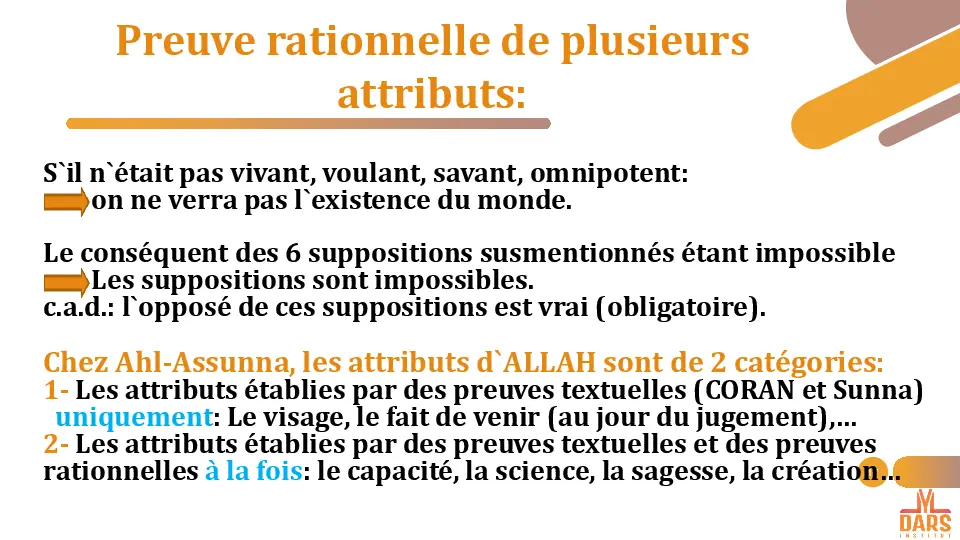 Preuve rationnelle de plusieurs
attributs:
S`il n`était pas vivant, voulant, savant, omnipotent:
on ne verra pas l`existence du monde.
Le conséquent des 6 suppositions susmentionnés étant impossible
Les suppositions sont impossibles.
c.a.d.: l`opposé de ces suppositions est vrai (obligatoire).
Chez Ahl-Assunna, les attributs d`ALLAH sont de 2 catégories:
1- Les attributs établies par des preuves textuelles (CORAN et Sunna)
uniquement: Le visage, le fait de venir (au jour du jugement),...
2- Les attributs établies par des preuves textuelles et des preuves
rationnelles à la fois: le capacité, la science, la sagesse, la création...
DARS
INSTITUT